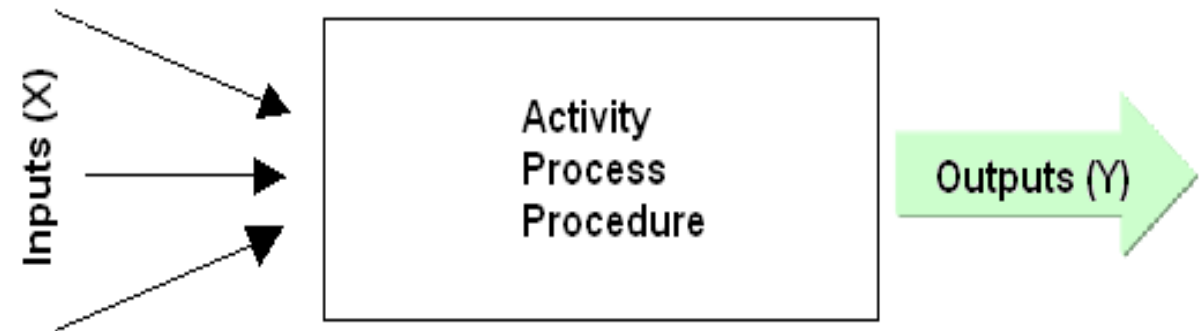 Inputs (X)
Activity
Process
Procedure
Outputs (Y)